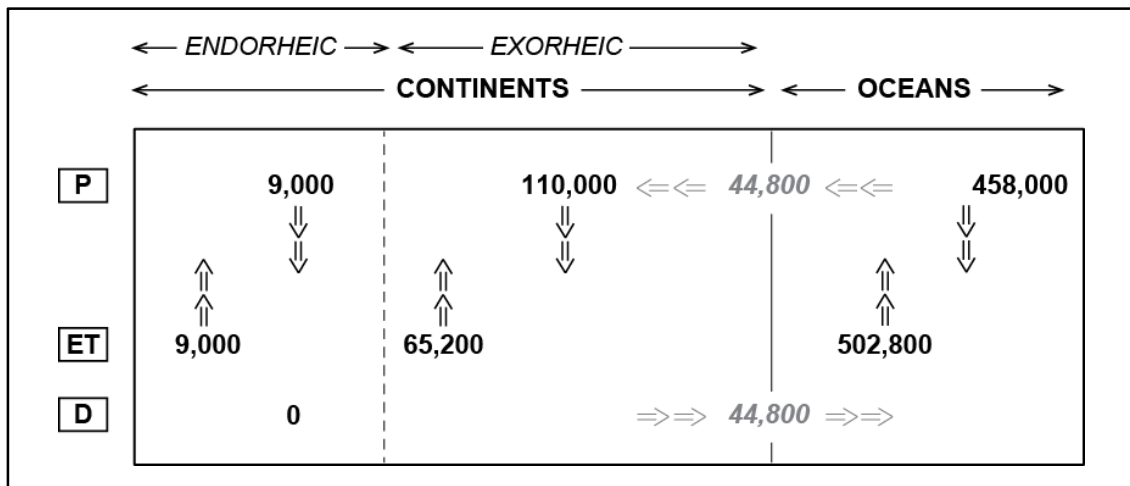 ENDORHEIC EXORHEIC
CONTINENTS OCEANS
P 9,000 110,000 44,800 458,000
ET 9,000 65,200 502,800
D 0 44,800